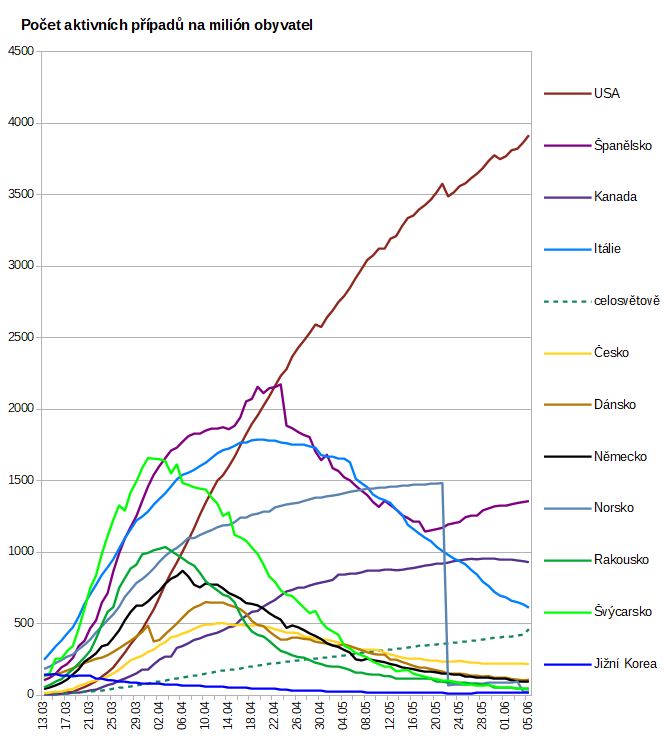 Počet aktivních případů na milión obyvatel
4500
4000
3500
3000
2500
2000
1500
1000
500
0
13.03
17.03
21.03
25.03
29.03
02.04
06.04
10.04
14.04
18.04
22.04
26.04
30.04
04.05
08.05
12.05
16.05
20.05
24.05
28.05
01.06
05.06
USA
Španělsko
Kanada
Itálie
celosvětově
Česko
Dánsko
Německo
Norsko
Rakousko
Švýcarsko
Jižní Korea